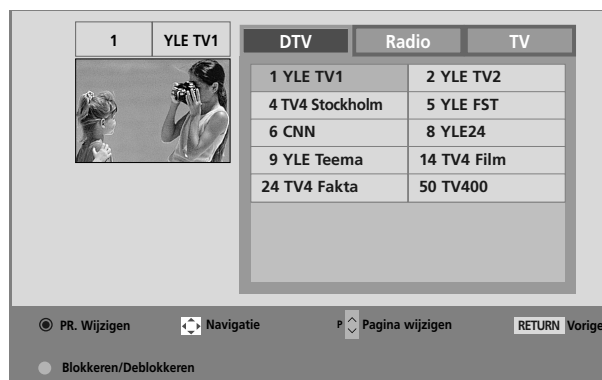 1 YLE TV1
DTV Radio TV
1 YLE TV1 2 YLE TV2
4 TV4 Stockholm 5 YLE FST
6 CNN 8 YLE24
9 YLE Teema 14 TV4 Film
24 TV4 Fakta 50 TV400
PR. Wijzigen Navigatie P Pagina wijzigen RETURN Vorige
Blokkeren/Deblokkeren